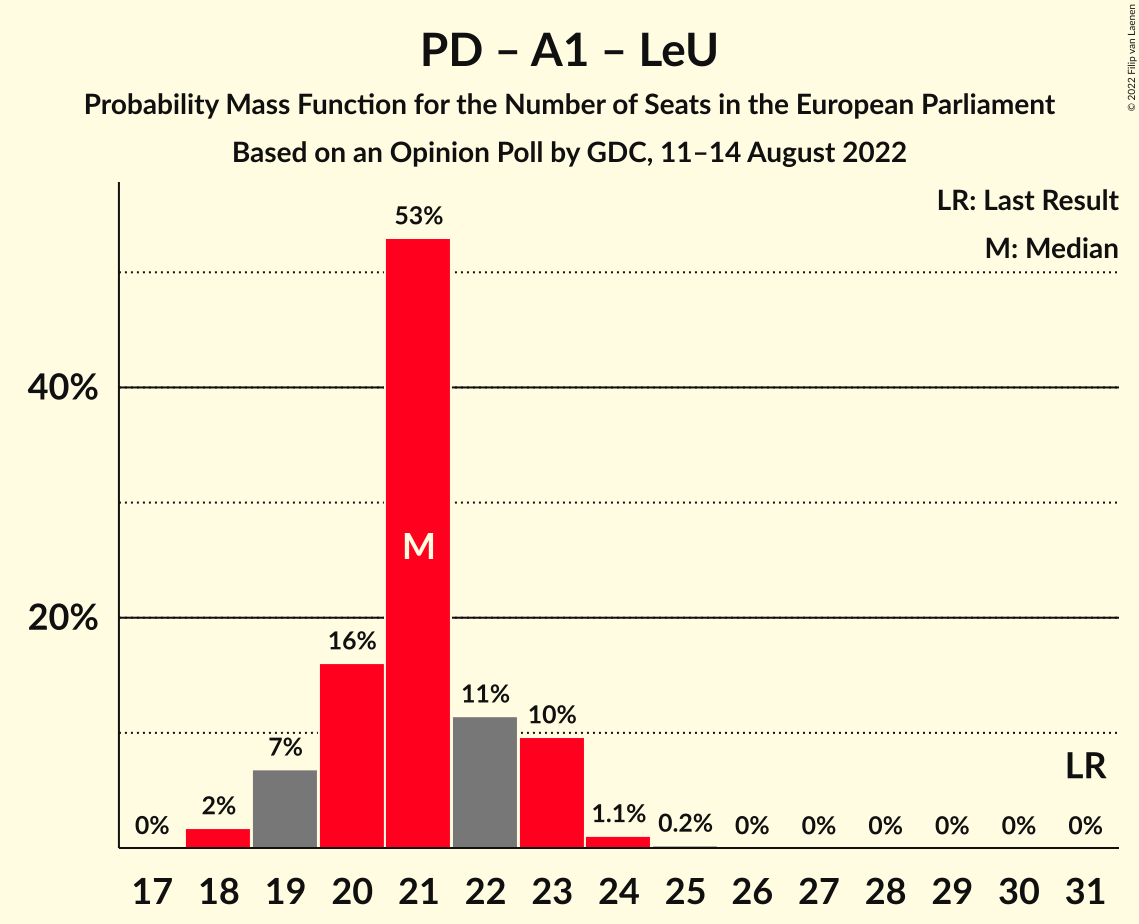 PD – A1 – LeU
Probability Mass Function for the Number of Seats in the European Parliament
Based on an Opinion Poll by GDC, 11–14 August 2022
© 2022 Filip van Laenen
LR: Last Result
M: Median
53%
40%
M
20%
16%
11%
10%
7%
LR
2%
1.1%
0.2%
0%
0%
0%
0%
0%
0%
0%
17 18 19 20 21 22 23 24 25 26 27 28 29 30 31